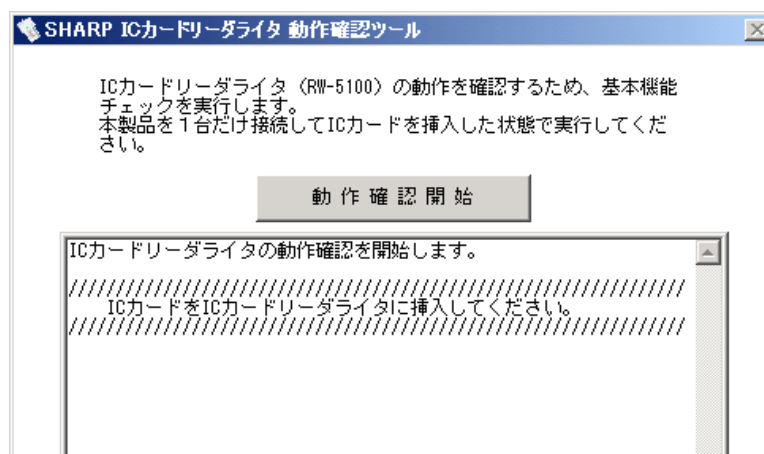 SHARP ICカードリーダライタ 動作確認ツール
ICカードリーダライタ（RW-5100）の動作を確認するため、基本機能
チェックを実行します。
本製品を１台だけ接続してICカードを挿入した状態で実行してくだ
さい。
動 作 確 認 開 始
ICカードリーダライタの動作確認を開始します。
////////////////////////////////////////////////////////////////
ICカードをICカードリーダライタに挿入してください。
////////////////////////////////////////////////////////////////